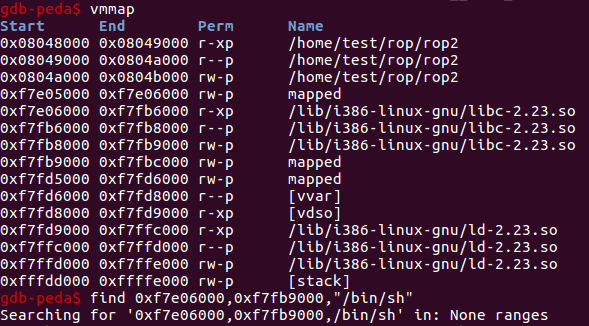 gdb-peda$ vmmap
Start      End        Perm      Name
0x08048000 0x08049000 r-xp      /home/test/rop/rop2
0x08049000 0x0804a000 r--p      /home/test/rop/rop2
0x0804a000 0x0804b000 rw-p      /home/test/rop/rop2
0xf7e05000 0xf7e06000 rw-p      mapped
0xf7e06000 0xf7fb6000 r-xp      /lib/i386-linux-gnu/libc-2.23.so
0xf7fb6000 0xf7fb8000 r--p      /lib/i386-linux-gnu/libc-2.23.so
0xf7fb8000 0xf7fb9000 rw-p      /lib/i386-linux-gnu/libc-2.23.so
0xf7fb9000 0xf7fbc000 rw-p      mapped
0xf7fd5000 0xf7fd6000 rw-p      mapped
0xf7fd6000 0xf7fd8000 r--p      [vvar]
0xf7fd8000 0xf7fd9000 r-xp      [vdso]
0xf7fd9000 0xf7ffc000 r-xp      /lib/i386-linux-gnu/ld-2.23.so
0xf7ffc000 0xf7ffd000 r--p      /lib/i386-linux-gnu/ld-2.23.so
0xf7ffd000 0xf7ffe000 rw-p      /lib/i386-linux-gnu/ld-2.23.so
0xfffdd000 0xffffe000 rw-p      [stack]
gdb-peda$ find 0xf7e06000,0xf7fb9000,"/bin/sh"
Searching for '0xf7e06000,0xf7fb9000,/bin/sh' in: None ranges